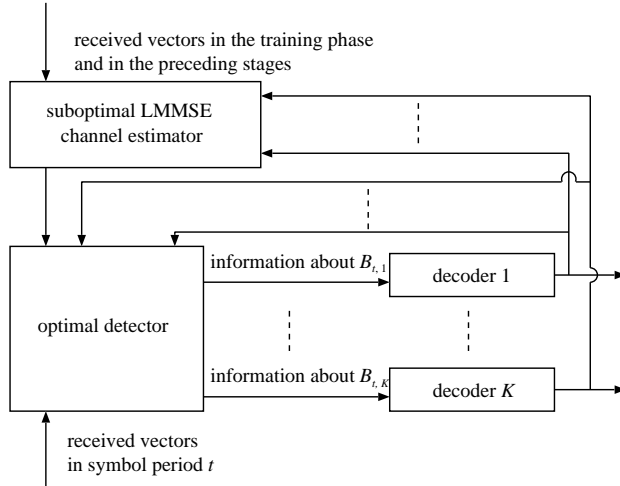 received vectors in the training phase
and in the preceding stages
suboptimal LMMSE
channel estimator
information about B_{t, 1}
decoder 1
optimal detector
information about B_{t, K}
decoder K
received vectors
in symbol period t